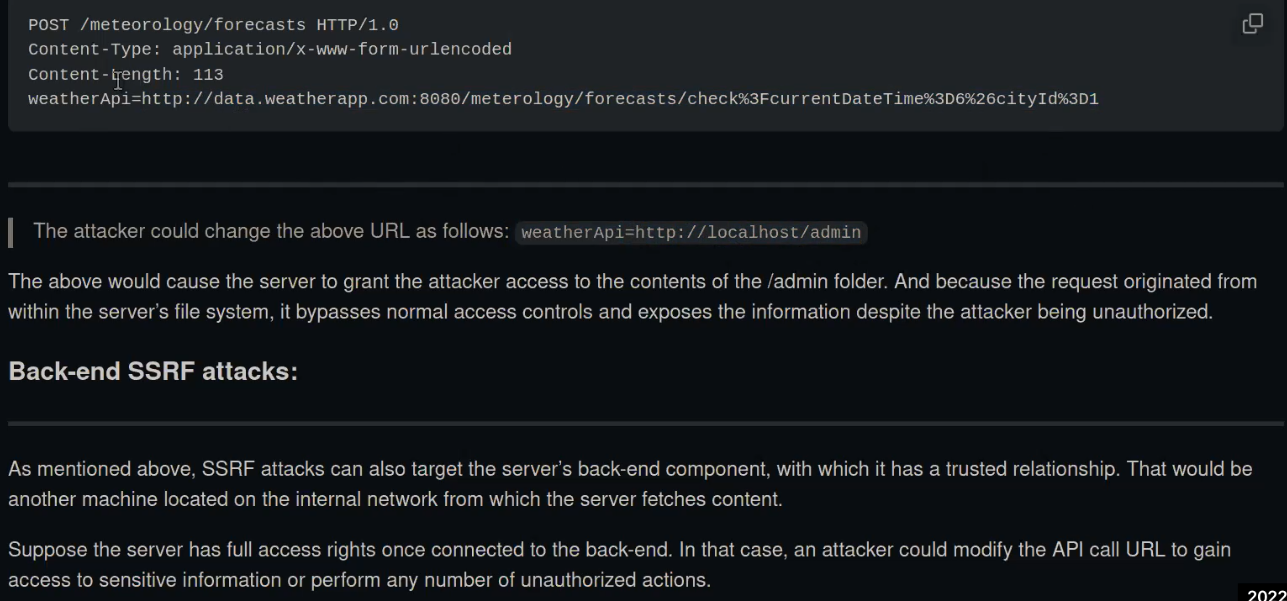 POST /meteorology/forecasts HTTP/1.0
Content-Type: application/x-www-form-urlencoded
Content-Length: 113
weatherApi=http://data.weatherapp.com:8080/meterology/forecasts/check%3FcurrentDateTime%3D6%26cityId%3D1
The attacker could change the above URL as follows: weatherApi=http://localhost/admin
The above would cause the server to grant the attacker access to the contents of the /admin folder. And because the request originated from
within the server’s file system, it bypasses normal access controls and exposes the information despite the attacker being unauthorized.
Back-end SSRF attacks:
As mentioned above, SSRF attacks can also target the server’s back-end component, with which it has a trusted relationship. That would be
another machine located on the internal network from which the server fetches content.
Suppose the server has full access rights once connected to the back-end. In that case, an attacker could modify the API call URL to gain
access to sensitive information or perform any number of unauthorized actions.
2022